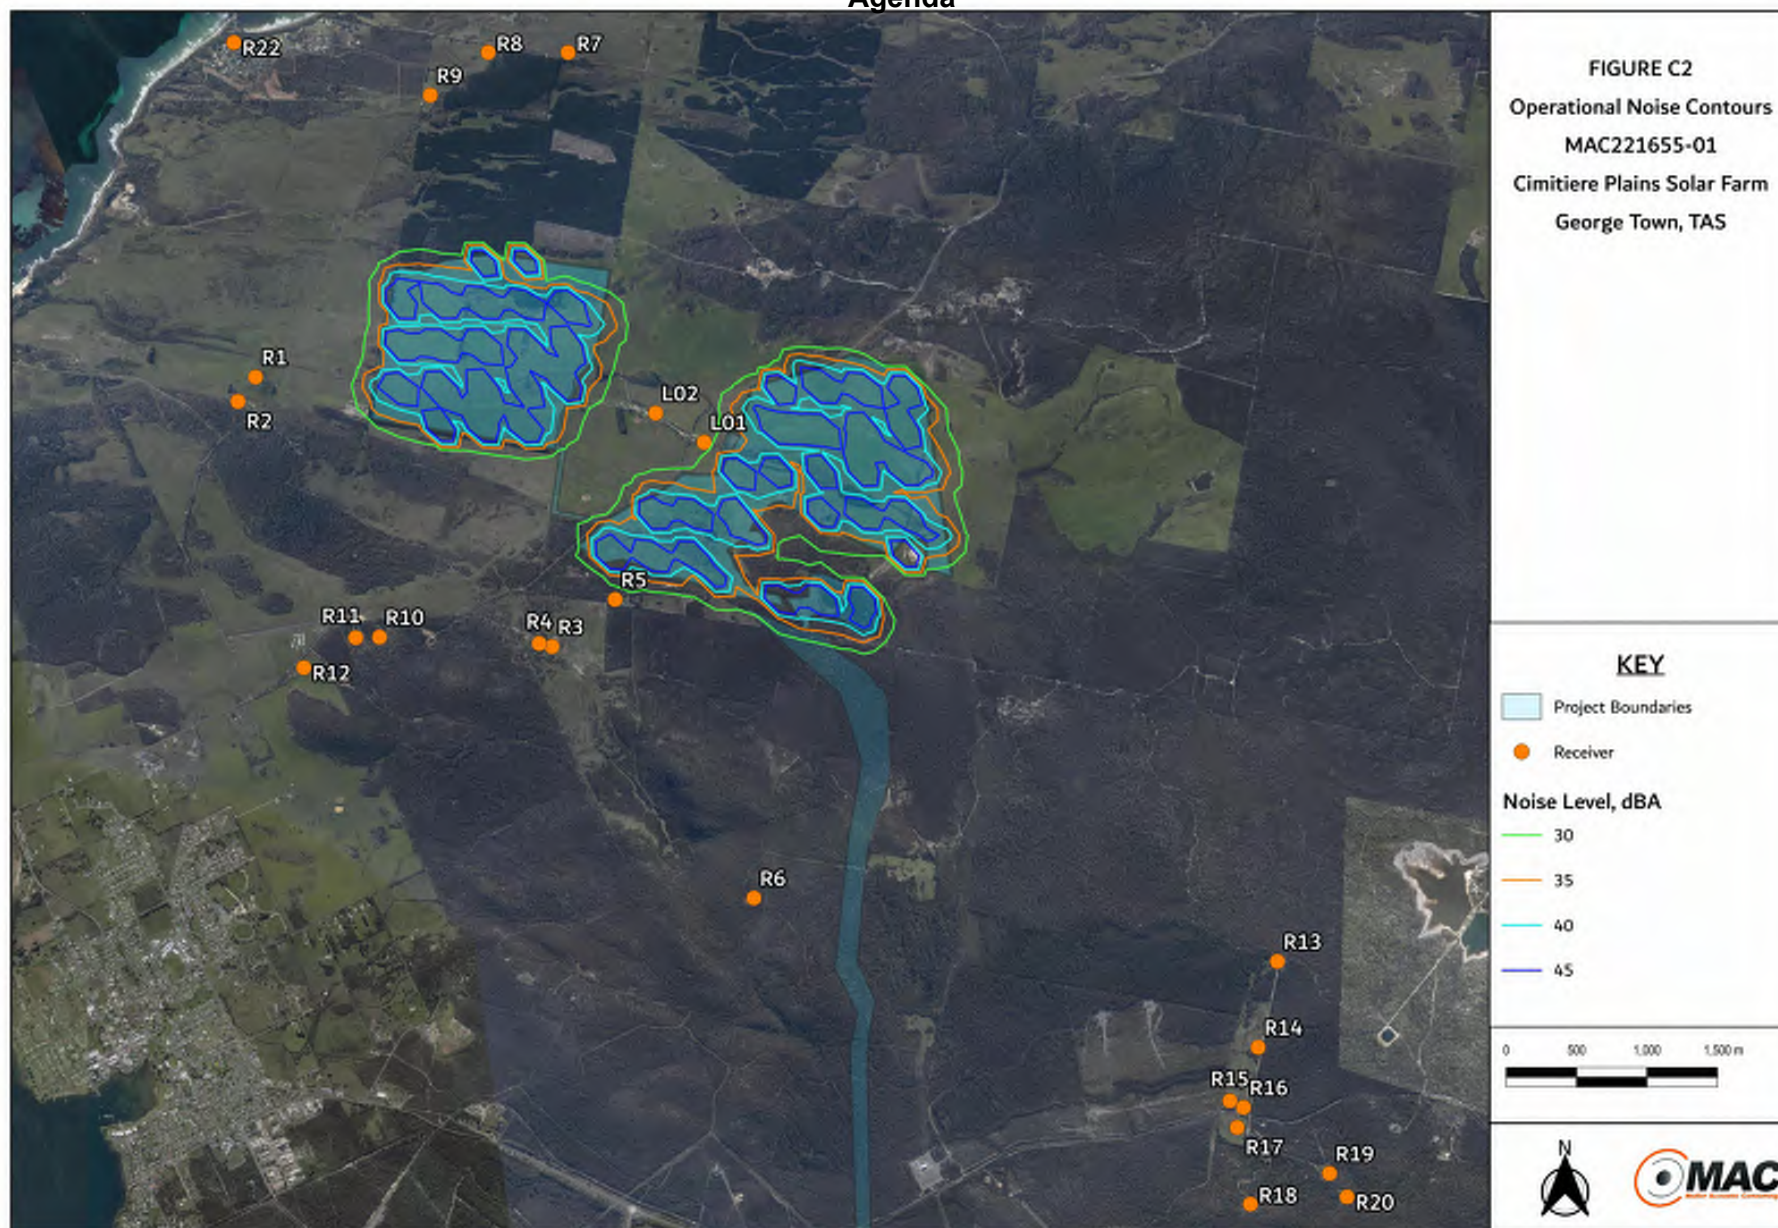 Agenda
R22
R8
R7
R9
R1
R2
L02
L01
R5
R11
R10
R4
R3
R12
R6
R13
R14
R15
R16
R17
R19
R18
R20
FIGURE C2
Operational Noise Contours
MAC221655-01
Cimitiere Plains Solar Farm
George Town, TAS
KEY
Project Boundaries
Receiver
Noise Level, dBA
30
35
40
45
0 500 1,000 1,500 m
N
MAC